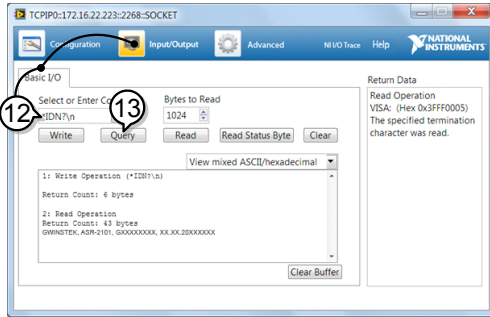 TCPIP0::172.16.22.223::2268::SOCKET
Configuration
Input/Output
Advanced
NI I/O Trace
Help
NATIONAL
INSTRUMENTS
Basic I/O
Return Data
Select or Enter Co
Bytes to Read
12
*IDN?\n
13
1024
Write
Query
Read
Read Status Byte
Clear
Read Operation
VISA: (Hex 0x3FFF0005)
The specified termination
character was read.
View mixed ASCII/hexadecimal
1: Write Operation (*IDN?\n)
Return Count: 6 bytes
2: Read Operation
Return Count: 43 bytes
GWINSTEK, ASR-2101, GXXXXXXXX, XX.XX.20XXXXXX
Clear Buffer